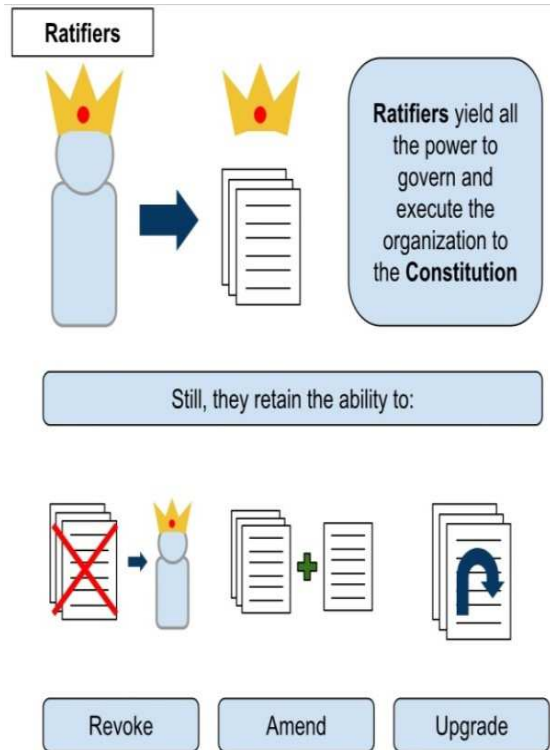 Ratifiers
Ratifiers yield all
the power to
govern and
execute the
organization to
the Constitution
Still, they retain the ability to:
Revoke
Amend
Upgrade